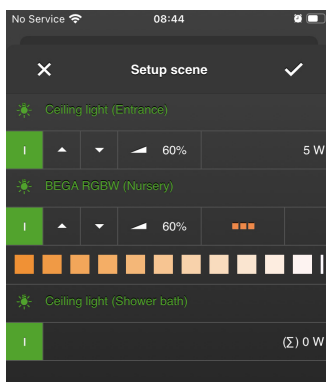 No Service 08:44
Setup scene
Ceiling light (Entrance)
I 60% 5 W
BEGA RGBW (Nursery)
I 60%
Ceiling light (Shower bath)
I (Σ) 0 W